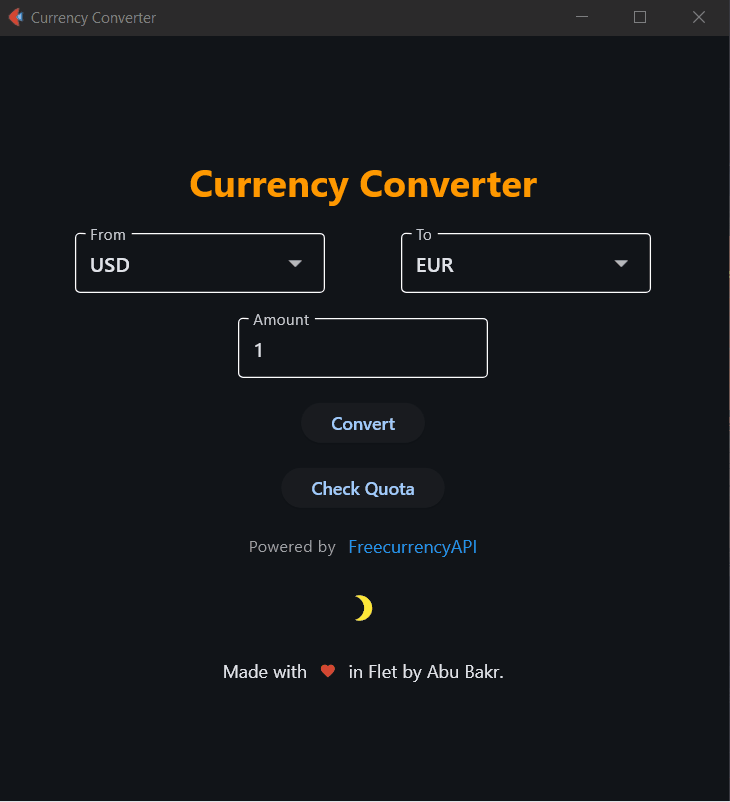 Currency Converter
Currency Converter
From
To
USD
EUR
Amount
1
Convert
Check Quota
Powered by FreecurrencyAPI
Made with ❤ in Flet by Abu Bakr.